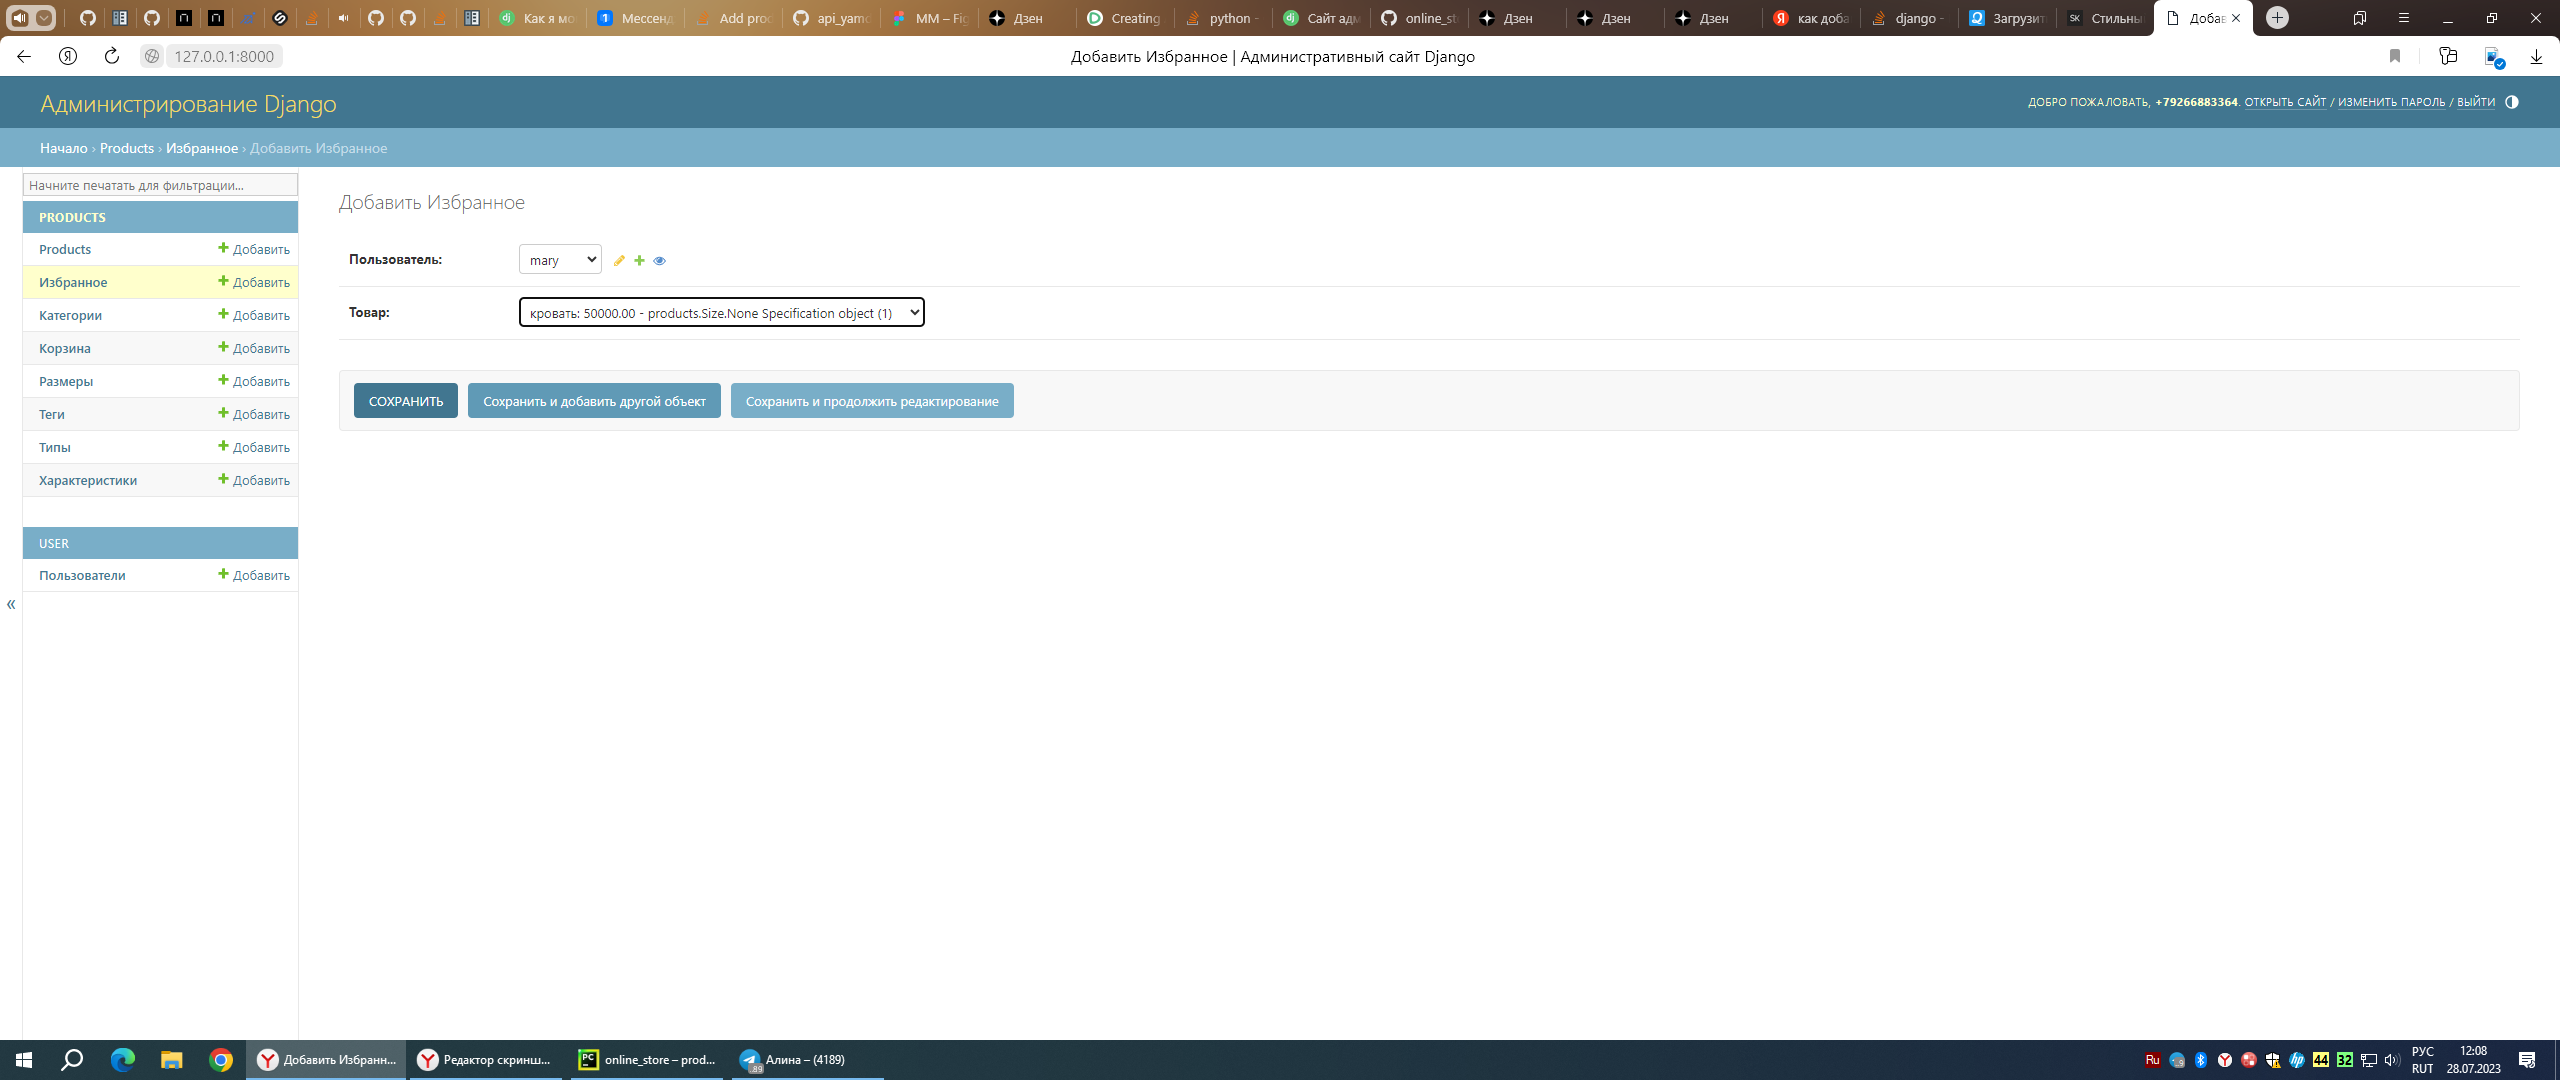 Как я мо
Мессенд
Add prod
api_yamd
MM – Fig
Дзен
Creating
python -
Сайт адм
online_st
Дзен
Дзен
Дзен
как доба
django -
Загрузит
SK Стильны
Добав
127.0.0.1:8000
Добавить Избранное | Административный сайт Django
Администрирование Django
ДОБРО ПОЖАЛОВАТЬ, +79266883364. ОТКРЫТЬ САЙТ / ИЗМЕНИТЬ ПАРОЛЬ / ВЫЙТИ
Начало › Products › Избранное › Добавить Избранное
Начните печатать для фильтрации...
PRODUCTS
Products Добавить
Избранное Добавить
Категории Добавить
Корзина Добавить
Размеры Добавить
Теги Добавить
Типы Добавить
Характеристики Добавить
USER
Пользователи Добавить
«
Добавить Избранное
Пользователь: mary
Товар: кровать: 50000.00 - products.Size.None Specification object (1)
СОХРАНИТЬ Сохранить и добавить другой объект Сохранить и продолжить редактирование
Добавить Избранн...
Редактор скринш...
online_store – prod...
Алина – (4189)
Ru
44
32
РУС
RUT
12:08
28.07.2023